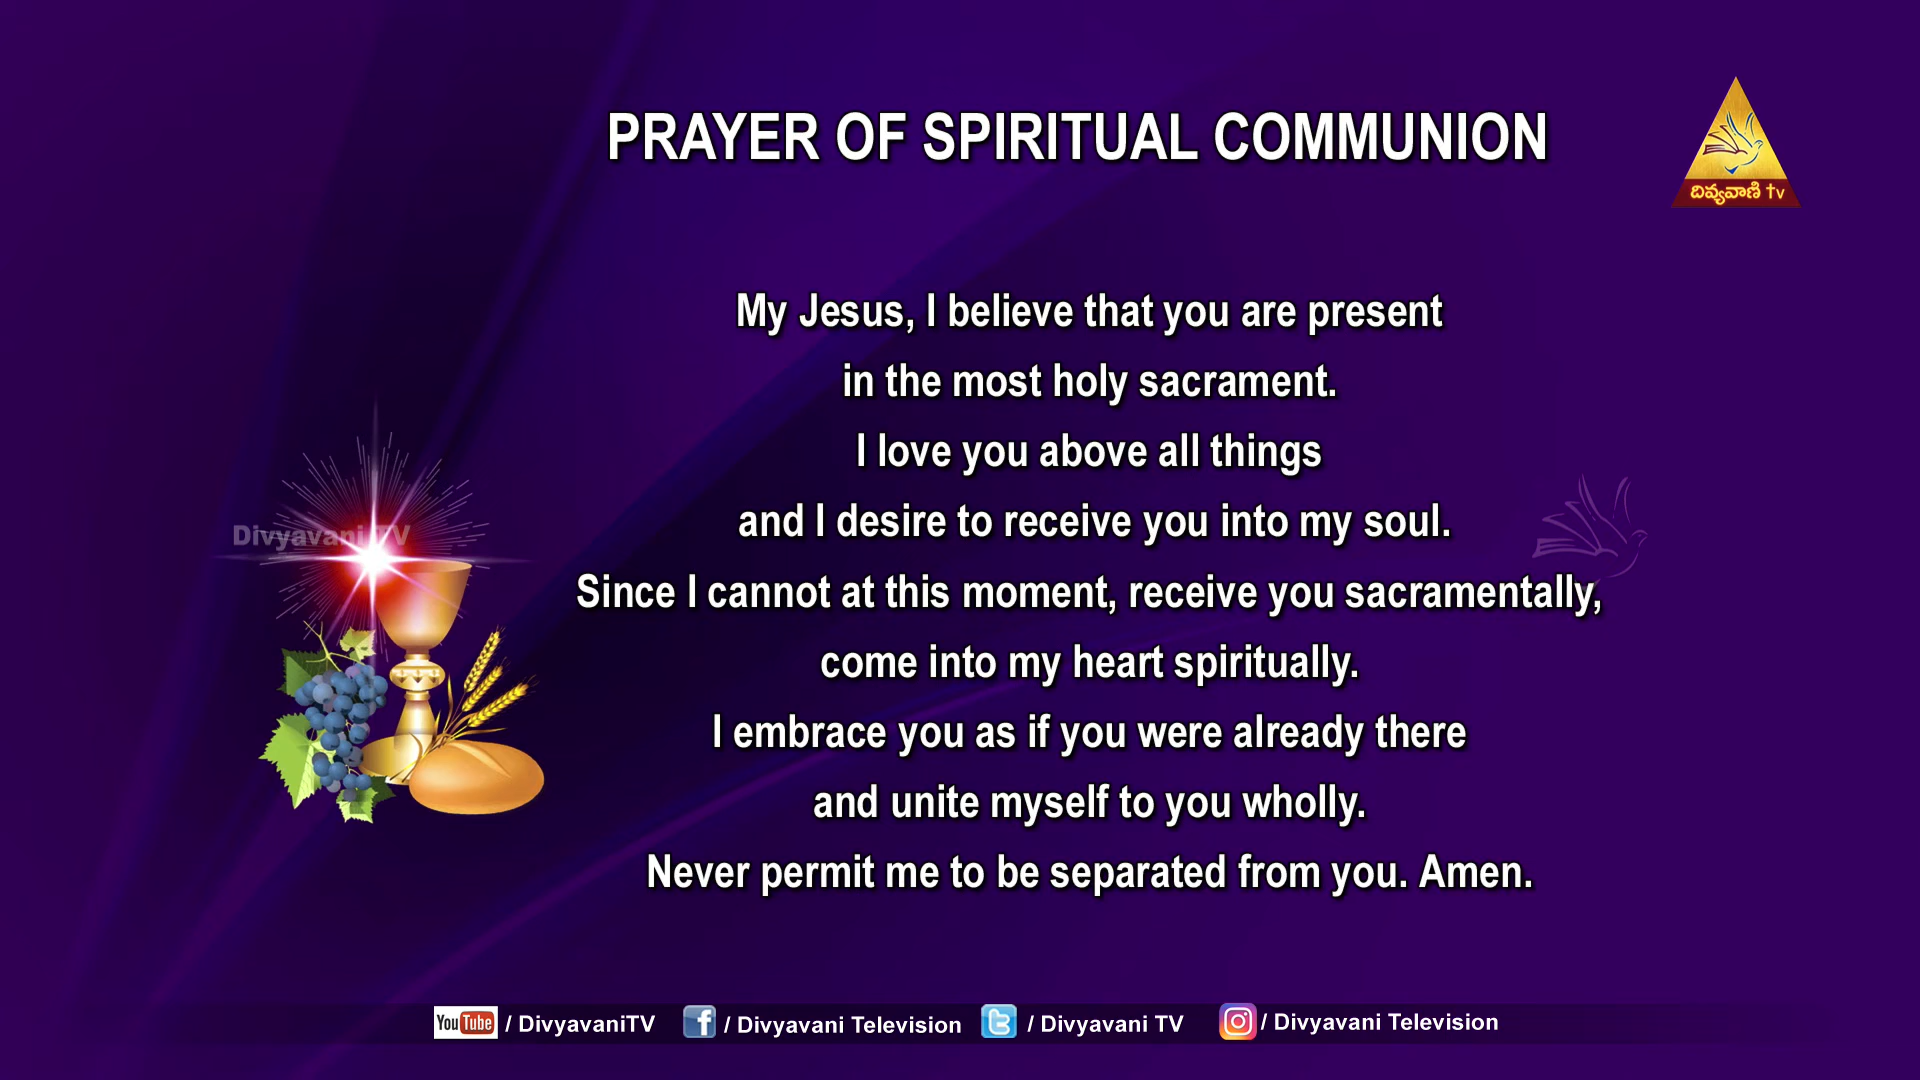 PRAYER OF SPIRITUAL COMMUNION
దివ్యవాణి tv
My Jesus, I believe that you are present
in the most holy sacrament.
I love you above all things
and I desire to receive you into my soul.
Divyavani TV
Since I cannot at this moment, receive you sacramentally,
come into my heart spiritually.
I embrace you as if you were already there
and unite myself to you wholly.
Never permit me to be separated from you. Amen.
YouTube / DivyavaniTV f / Divyavani Television t / Divyavani TV / Divyavani Television